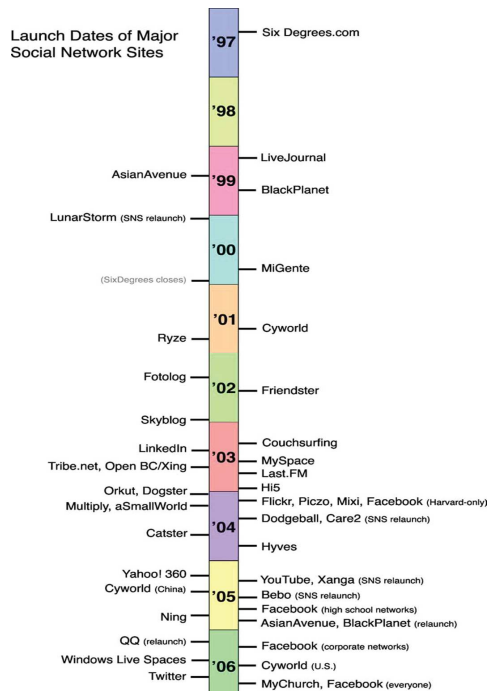 Launch Dates of Major
Social Network Sites
'97
Six Degrees.com
'98
'99
LiveJournal
AsianAvenue
BlackPlanet
LunarStorm (SNS relaunch)
'00
MiGente
(SixDegrees closes)
'01
Cyworld
Ryze
Fotolog
'02
Friendster
Skyblog
'03
Couchsurfing
LinkedIn
MySpace
Tribe.net, Open BC/Xing
Last.FM
Hi5
Orkut, Dogster
Flickr, Piczo, Mixi, Facebook (Harvard-only)
Multiply, aSmallWorld
'04
Dodgeball, Care2 (SNS relaunch)
Catster
Hyves
Yahoo! 360
YouTube, Xanga (SNS relaunch)
Cyworld (China)
'05
Bebo (SNS relaunch)
Facebook (high school networks)
Ning
AsianAvenue, BlackPlanet (relaunch)
QQ (relaunch)
Facebook (corporate networks)
Windows Live Spaces
'06
Cyworld (U.S.)
Twitter
MyChurch, Facebook (everyone)